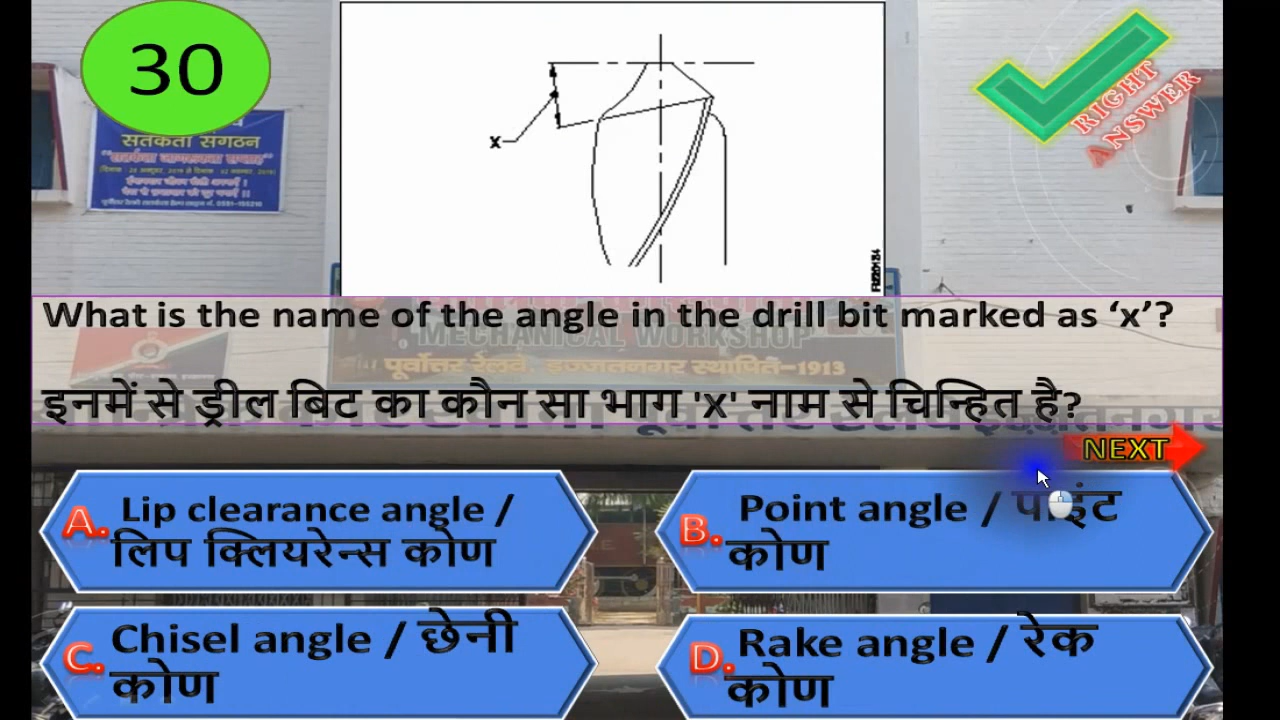 30
RIGHT
ANSWER
सतर्कता संगठन
x
What is the name of the angle in the drill bit marked as ‘x’?
MECHANICAL WORKSHOP
पूर्वोत्तर रेलवे, इज्जतनगर स्थापित-1913
इनमें से ड्रील बिट का कौन सा भाग 'x' नाम से चिन्हित है?
NEXT
A. Lip clearance angle /
लिप क्लियरेन्स कोण
B. Point angle / पाइंट
कोण
C. Chisel angle / छेनी
कोण
D. Rake angle / रेक
कोण